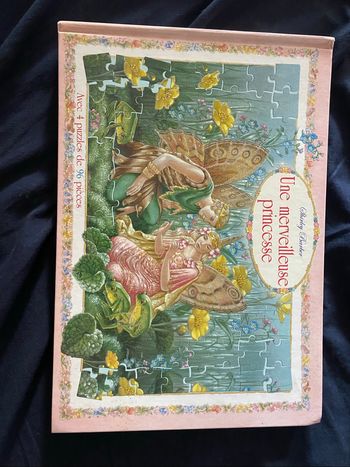 Shirley Barber
Une merveilleuse
princesse
Avec 4 puzzles de 96 pièces